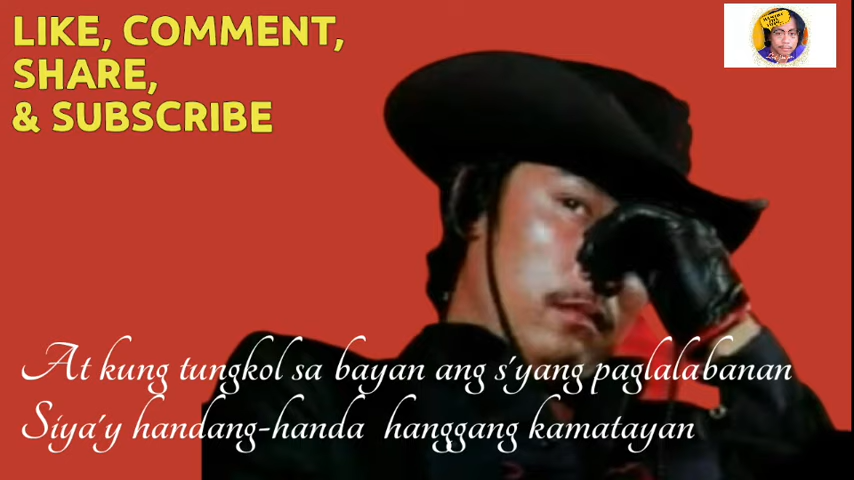 LIKE, COMMENT,
SHARE,
& SUBSCRIBE
At kung tungkol sa bayan ang s'yang paglalabanan
Siya'y handang-handa hanggang kamatayan